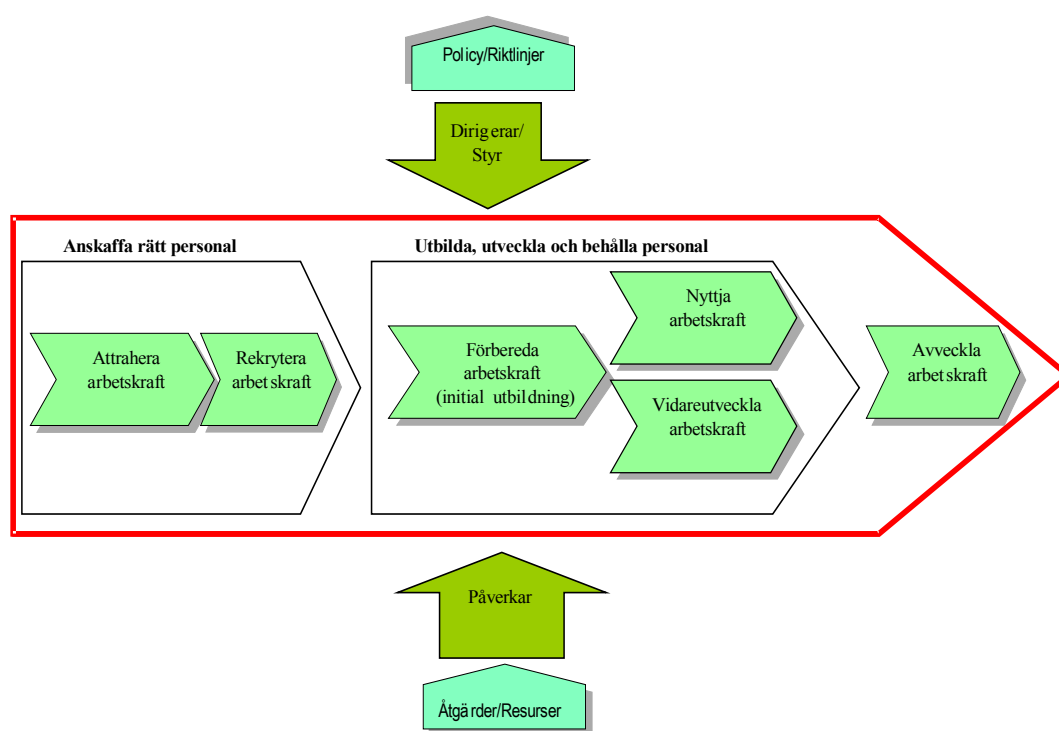 Policy/Riktlinjer
Dirigerar/
Styr
Anskaffa rätt personal
Utbilda, utveckla och behålla personal
Attrahera
arbetskraft
Rekrytera
arbetskraft
Förbereda
arbetskraft
(initial utbildning)
Nyttja
arbetskraft
Vidareutveckla
arbetskraft
Avveckla
arbetskraft
Påverkar
Åtgärder/Resurser